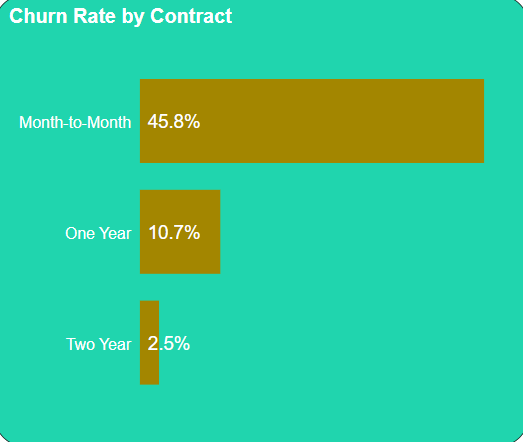 Churn Rate by Contract
Month-to-Month 45.8%
One Year 10.7%
Two Year 2.5%